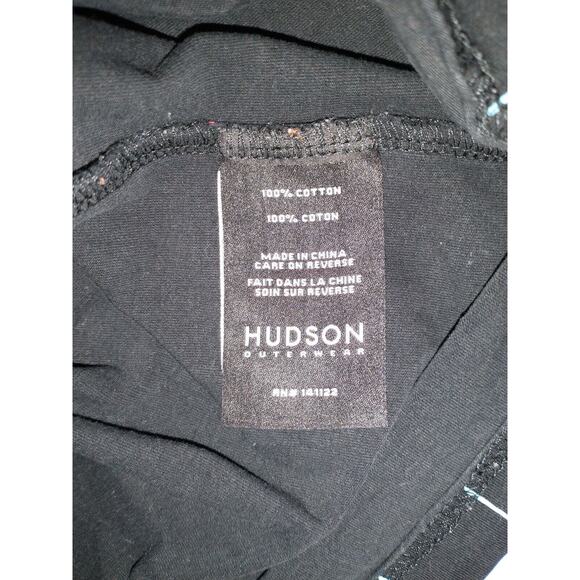 100% COTTON
100% COTON
MADE IN CHINA
CARE ON REVERSE
FAIT DANS LA CHINE
SOIN SUR REVERSE
HUDSON
OUTERWEAR
RN# 141122